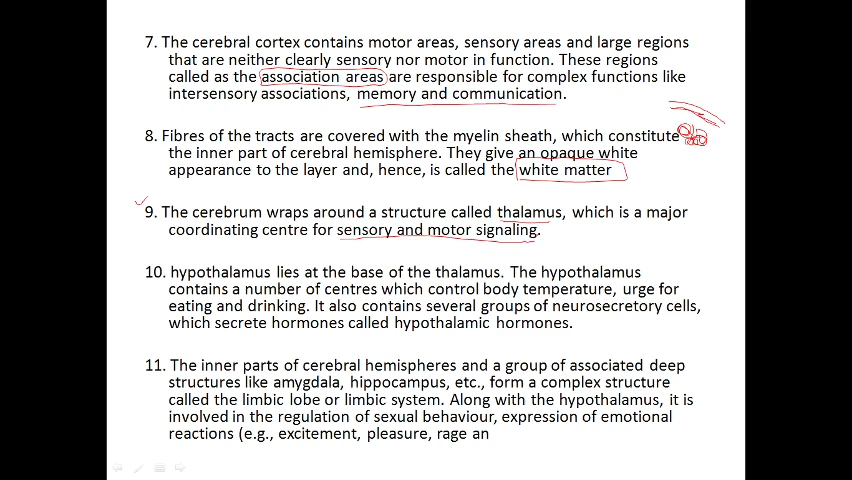 7. The cerebral cortex contains motor areas, sensory areas and large regions
that are neither clearly sensory nor motor in function. These regions
called as the association areas are responsible for complex functions like
intersensory associations, memory and communication.
8. Fibres of the tracts are covered with the myelin sheath, which constitute
the inner part of cerebral hemisphere. They give an opaque white
appearance to the layer and, hence, is called the white matter
9. The cerebrum wraps around a structure called thalamus, which is a major
coordinating centre for sensory and motor signaling.
10. hypothalamus lies at the base of the thalamus. The hypothalamus
contains a number of centres which control body temperature, urge for
eating and drinking. It also contains several groups of neurosecretory cells,
which secrete hormones called hypothalamic hormones.
11. The inner parts of cerebral hemispheres and a group of associated deep
structures like amygdala, hippocampus, etc., form a complex structure
called the limbic lobe or limbic system. Along with the hypothalamus, it is
involved in the regulation of sexual behaviour, expression of emotional
reactions (e.g., excitement, pleasure, rage an